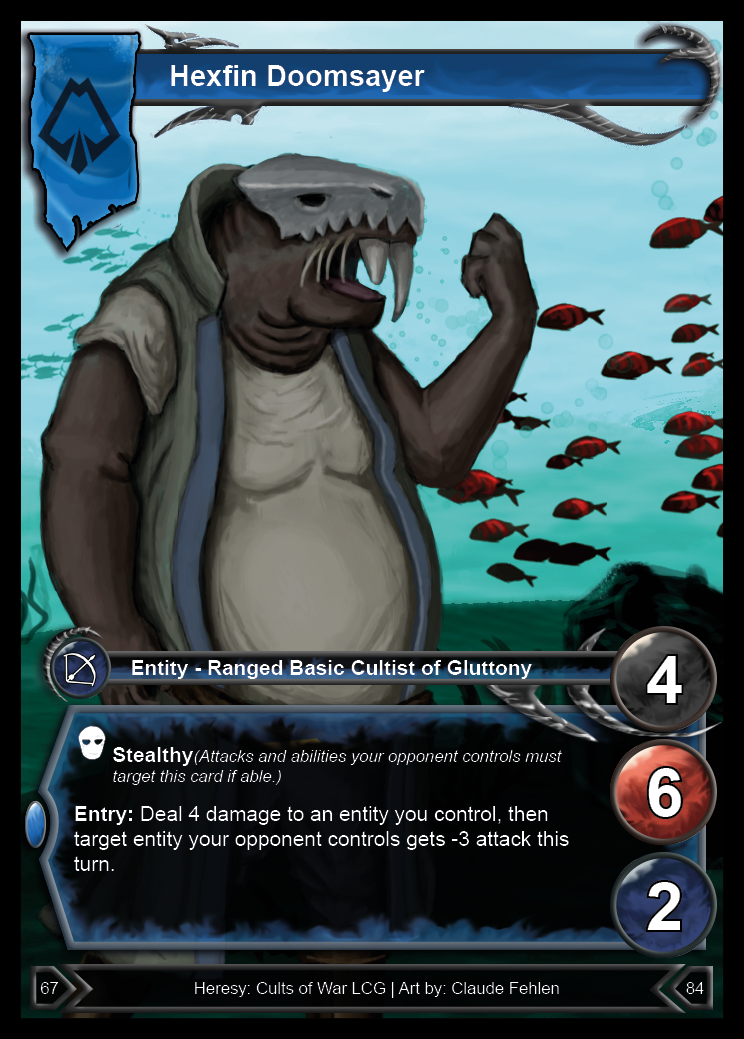 Hexfin Doomsayer
Entity - Ranged Basic Cultist of Gluttony
4
Stealthy(Attacks and abilities your opponent controls must
target this card if able.)
6
Entry: Deal 4 damage to an entity you control, then
target entity your opponent controls gets -3 attack this
turn.
2
67
Heresy: Cults of War LCG | Art by: Claude Fehlen
84